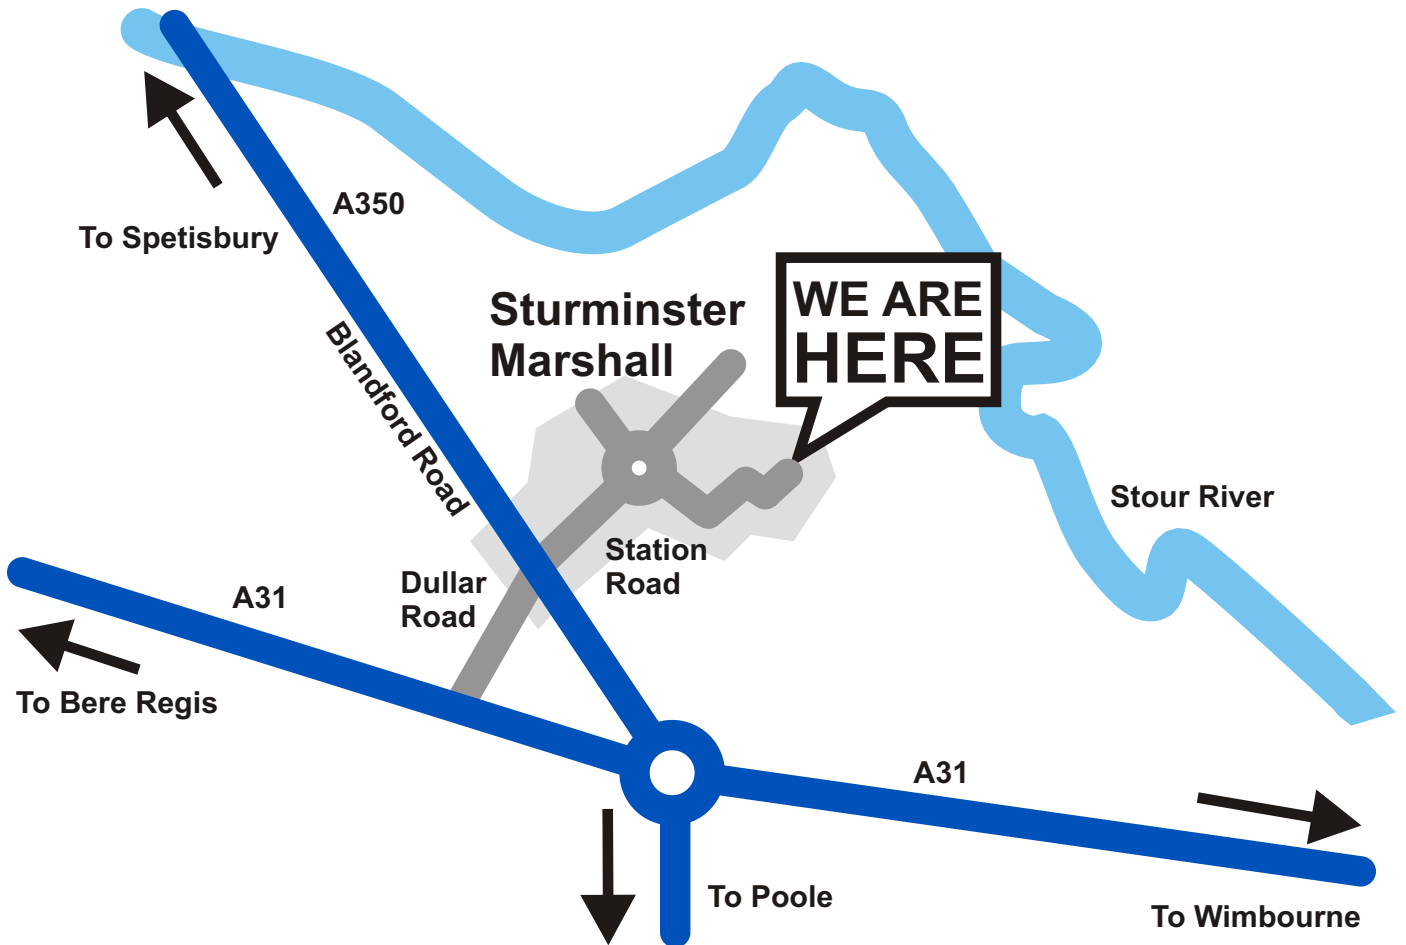 A350
To Spetisbury
Sturminster
Marshall
WE ARE
HERE
Blandford Road
Stour River
Station
Road
Dullar
Road
A31
To Bere Regis
A31
To Poole
To Wimbourne